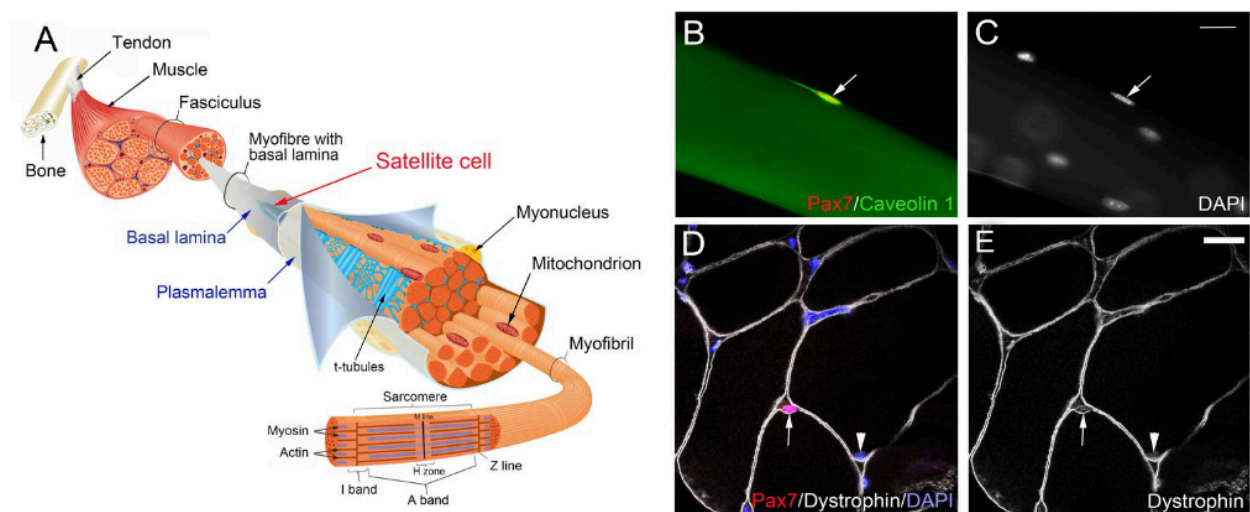 A
Tendon
Muscle
Fasciculus
Myofibre with
basal lamina
Satellite cell
Bone
Basal lamina
Plasmalemma
Myonucleus
Mitochondrion
t-tubules
Myofibril
Sarcomere
M line
Myosin
Actin
Z line
H zone
I band
A band
B
Pax7/Caveolin 1
C
DAPI
D
Pax7/Dystrophin/DAPI
E
Dystrophin